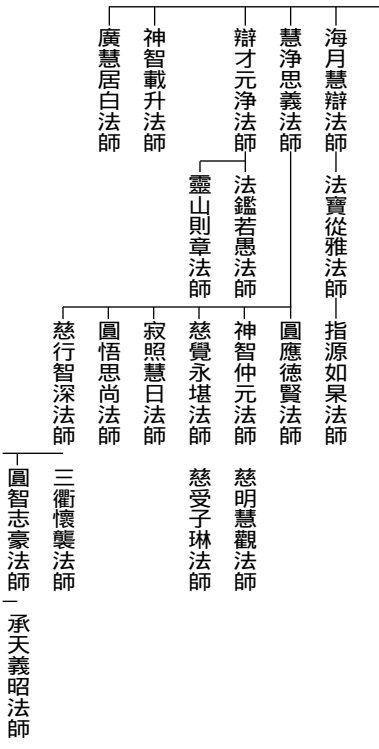 海月慧辯法師
法寶從雅法師
指源如杲法師
慧浄思義法師
圓應徳賢法師
辯才元浄法師
法鑑若愚法師
神智仲元法師
慈明慧觀法師
靈山則章法師
慈覺永堪法師
慈受子琳法師
神智載升法師
寂照慧日法師
廣慧居白法師
圓悟思尚法師
慈行智深法師
三衢懷襲法師
圓智志豪法師
承天義昭法師